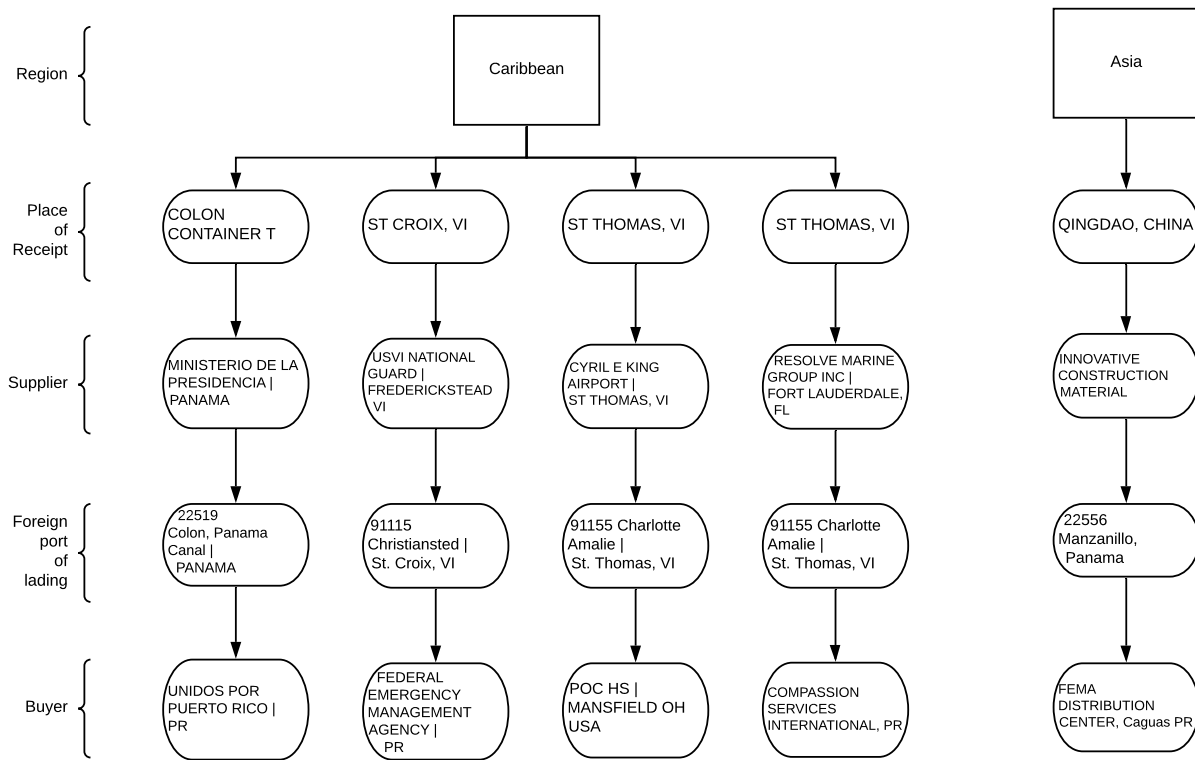 Region
Caribbean
Asia
Place
of
Receipt
COLON
CONTAINER T
ST CROIX, VI
ST THOMAS, VI
ST THOMAS, VI
QINGDAO, CHINA
Supplier
MINISTERIO DE LA
PRESIDENCIA |
PANAMA
USVI NATIONAL
GUARD |
FREDERICKSTEAD
VI
CYRIL E KING
AIRPORT |
ST THOMAS, VI
RESOLVE MARINE
GROUP INC |
FORT LAUDERDALE,
FL
INNOVATIVE
CONSTRUCTION
MATERIAL
Foreign
port
of
lading
22519
Colon, Panama
Canal |
PANAMA
91115
Christiansted |
St. Croix, VI
91155 Charlotte
Amalie |
St. Thomas, VI
91155 Charlotte
Amalie |
St. Thomas, VI
22556
Manzanillo,
Panama
Buyer
UNIDOS POR
PUERTO RICO |
PR
FEDERAL
EMERGENCY
MANAGEMENT
AGENCY |
PR
POC HS |
MANSFIELD OH
USA
COMPASSION
SERVICES
INTERNATIONAL, PR
FEMA
DISTRIBUTION
CENTER, Caguas PR